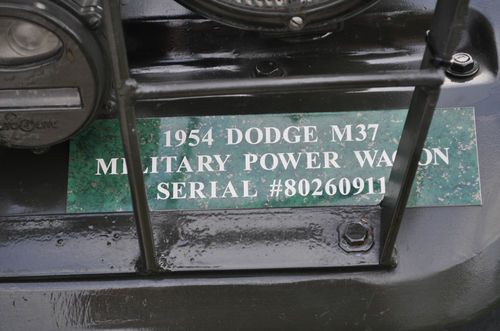 1954 DODGE M37
MILITARY POWER WAGON
SERIAL #80260911